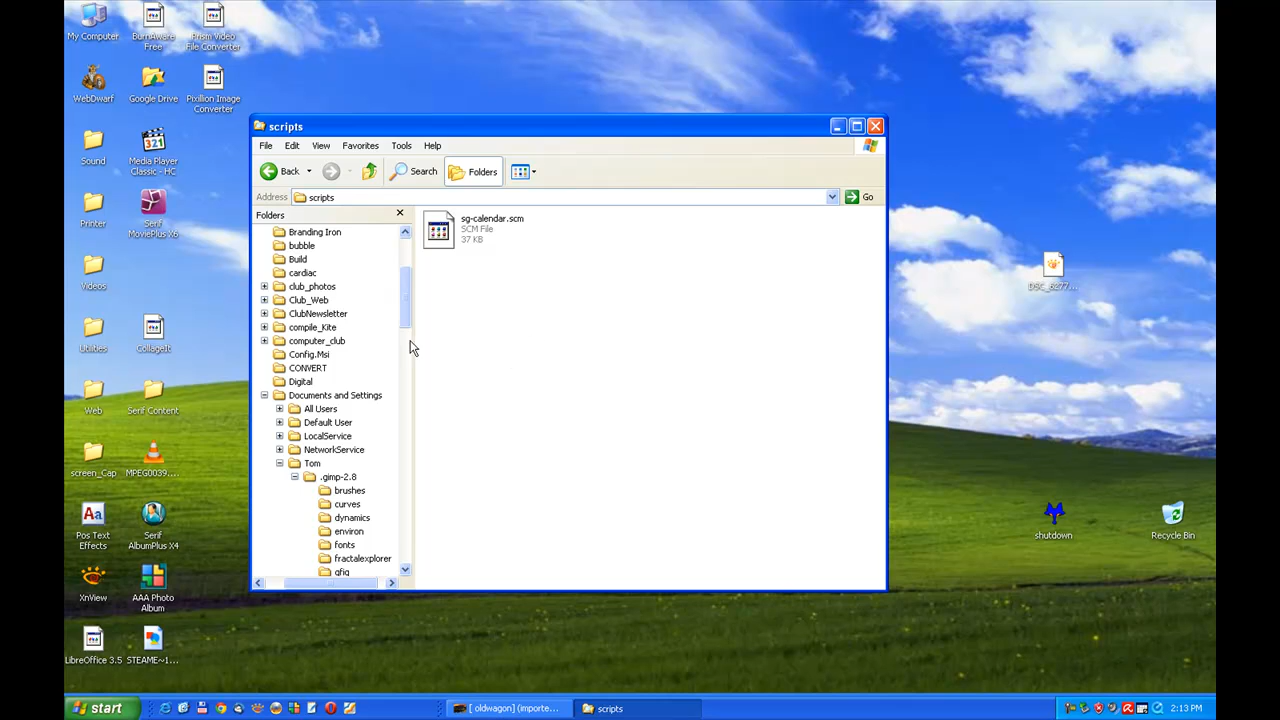 My Computer
BurnAware
Free
Prism Video
File Converter
WebDwarf
Google Drive
Pixillion Image
Converter
Sound
Media Player
Classic - HC
Printer
Serif
MoviePlus X6
Videos
Utilities
CollageIt
Web
Serif Content
screen_Cap
MPEG0039....
Pos Text
Effects
Serif
AlbumPlus X4
XnView
AAA Photo
Album
LibreOffice 3.5
STEAME~1...
scripts
File Edit View Favorites Tools Help
Back Search Folders
Address scripts Go
Folders
Branding Iron
bubble
Build
cardiac
club_photos
Club_Web
ClubNewsletter
compile_Kite
computer_club
Config.Msi
CONVERT
Digital
Documents and Settings
All Users
Default User
LocalService
NetworkService
Tom
.gimp-2.8
brushes
curves
dynamics
environ
fonts
fractalexplorer
gfig
sg-calendar.scm
SCM File
37 KB
DSC_6277...
shutdown
Recycle Bin
start
[ oldwagon] (importe...
scripts
2:13 PM